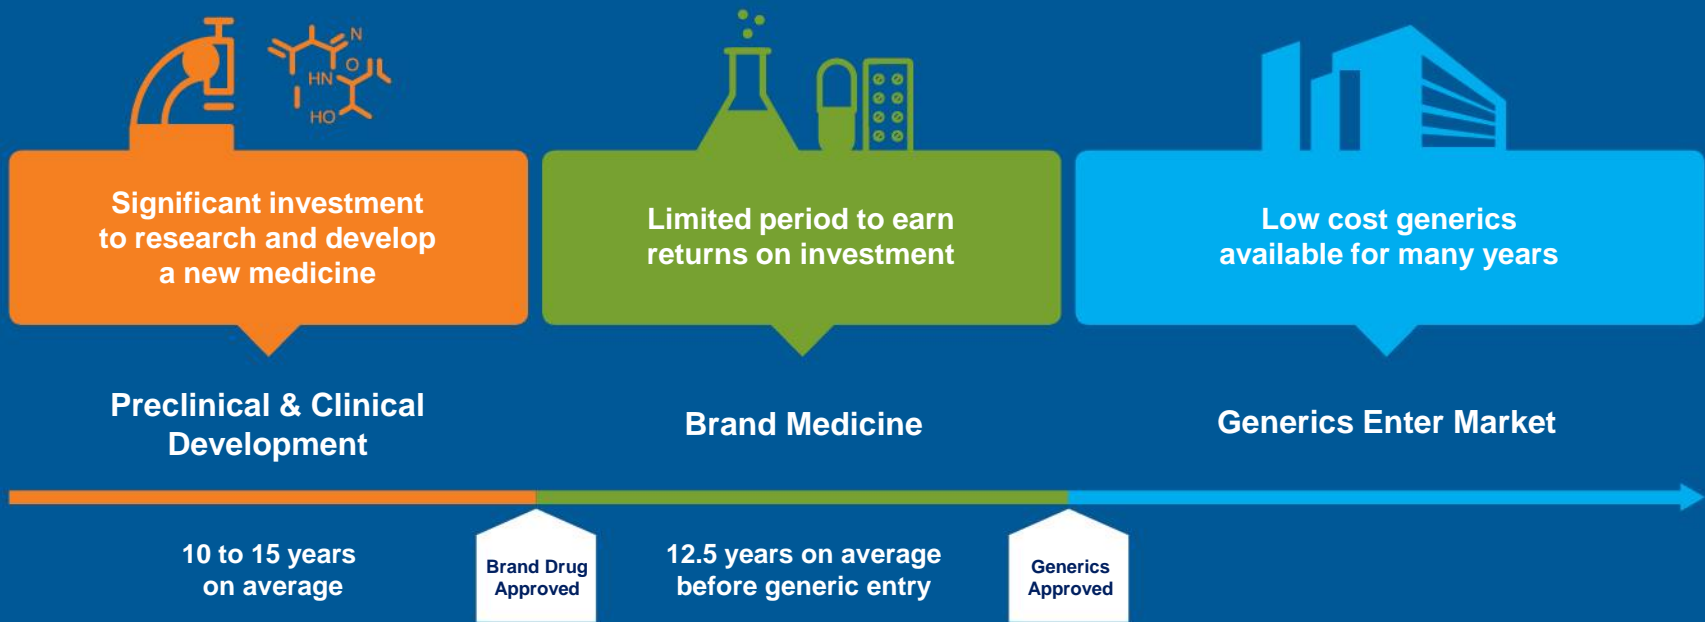 N
O
HN
HO
Significant investment
to research and develop
a new medicine
Limited period to earn
returns on investment
Low cost generics
available for many years
Preclinical & Clinical
Development
Brand Medicine
Generics Enter Market
10 to 15 years
on average
Brand Drug
Approved
12.5 years on average
before generic entry
Generics
Approved